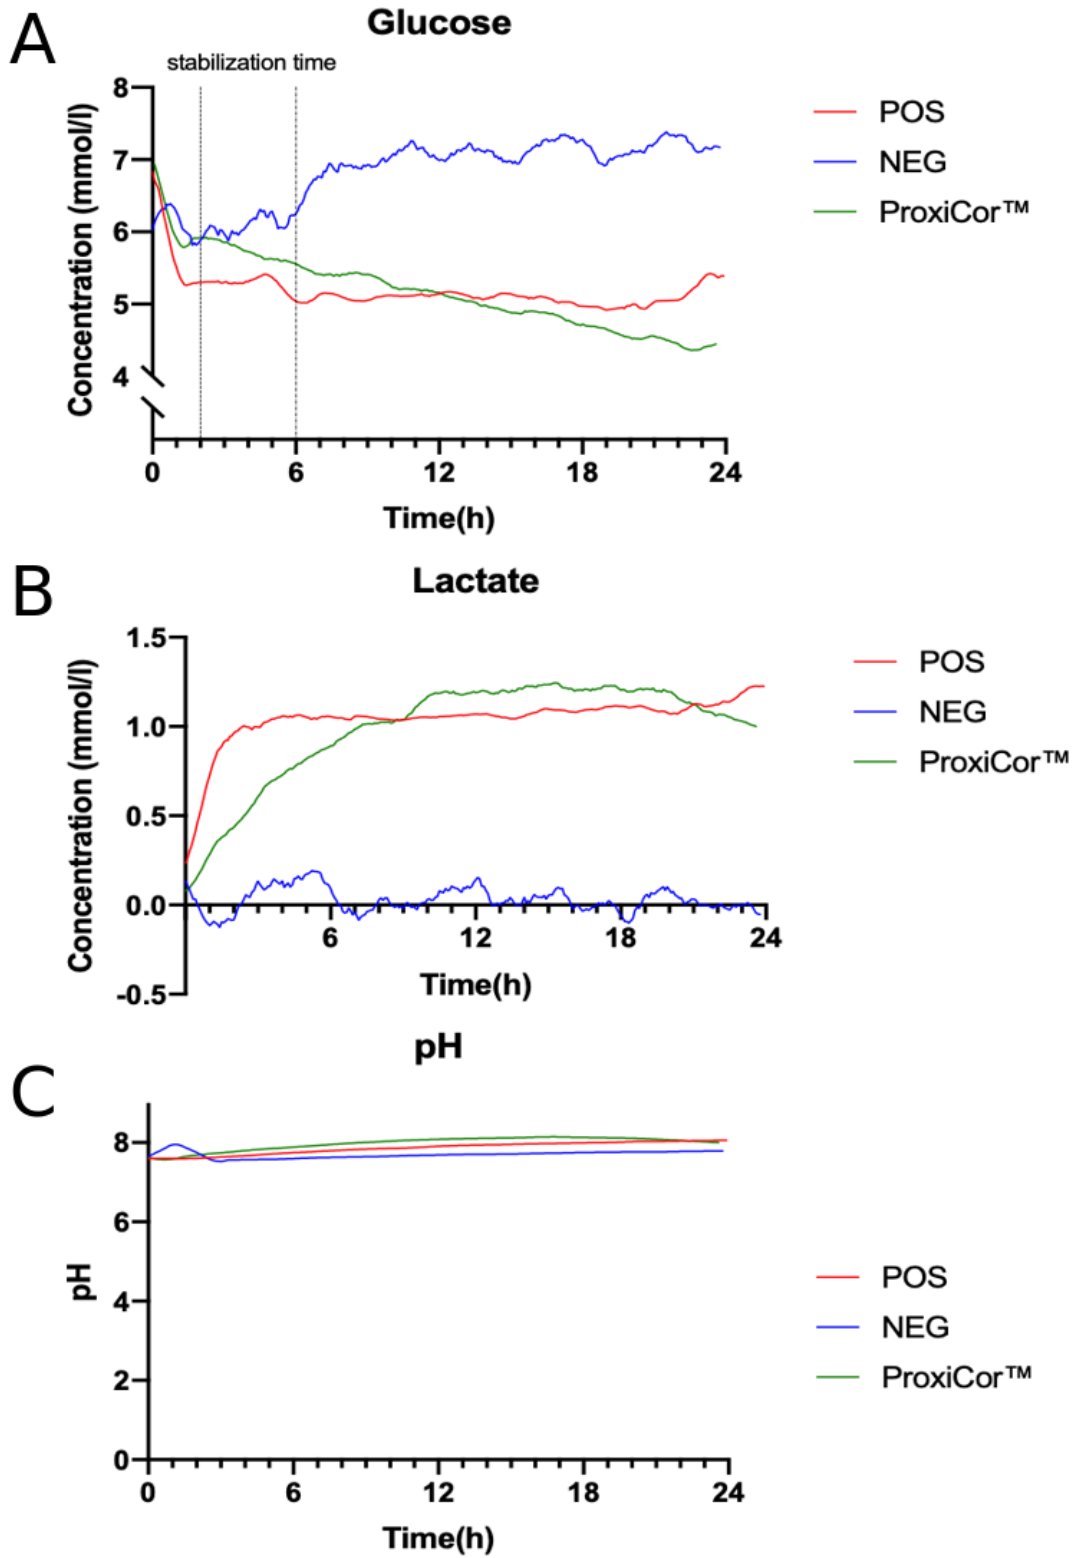 A
Glucose
stabilization time
Concentration (mmol/l)
8
7
6
5
4
0 6 12 18 24
Time(h)
POS
NEG
ProxiCor™
B
Lactate
Concentration (mmol/l)
1.5
1.0
0.5
0.0
-0.5
6 12 18 24
Time(h)
POS
NEG
ProxiCor™
C
pH
pH
8
6
4
2
0
0 6 12 18 24
Time(h)
POS
NEG
ProxiCor™